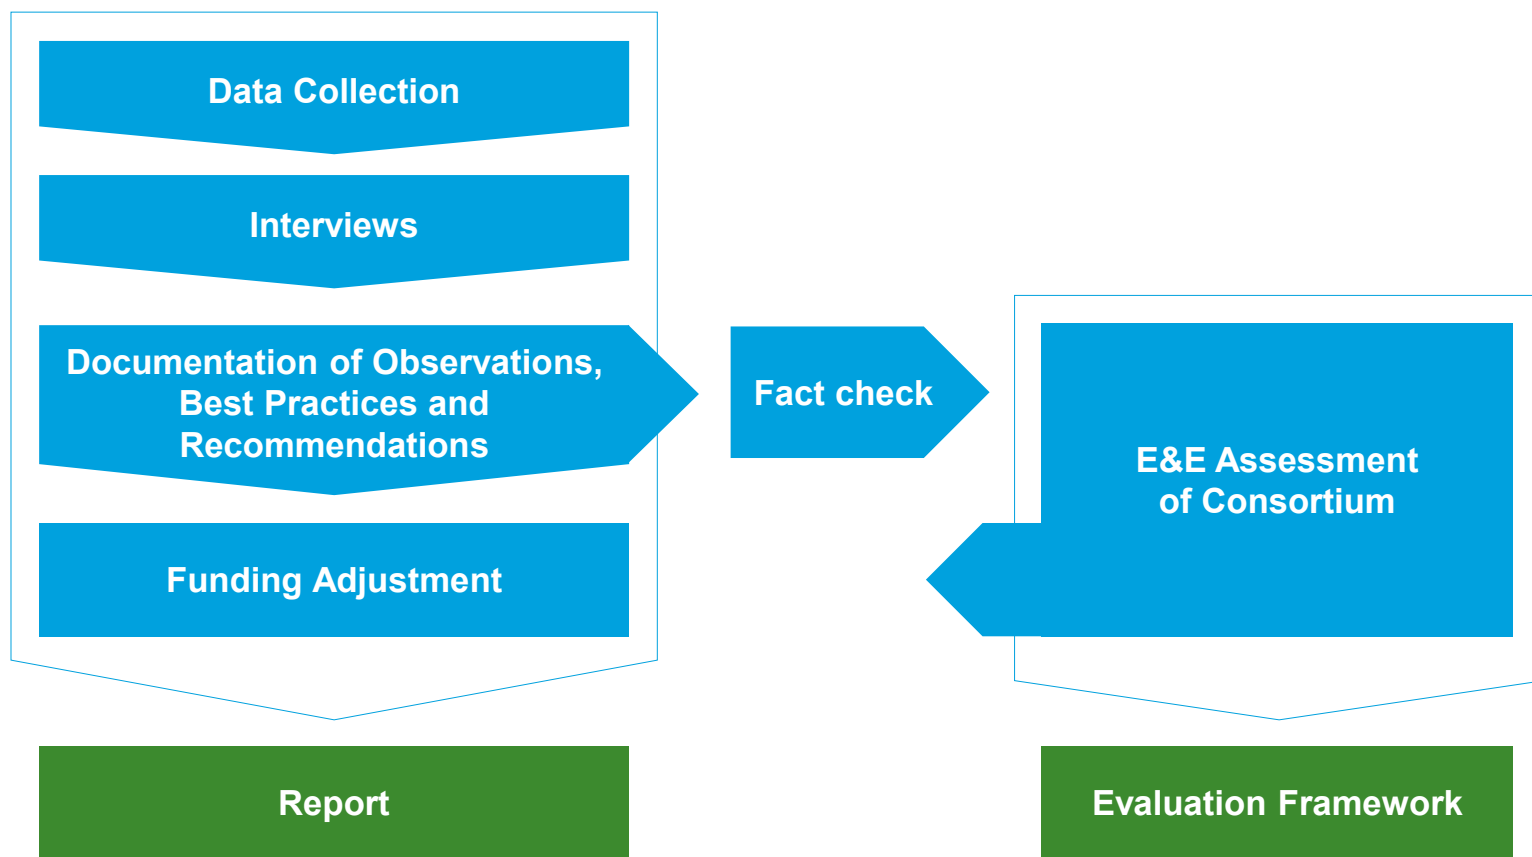 Data Collection
Interviews
Documentation of Observations,
Best Practices and
Recommendations
Fact check
E&E Assessment
of Consortium
Funding Adjustment
Report
Evaluation Framework